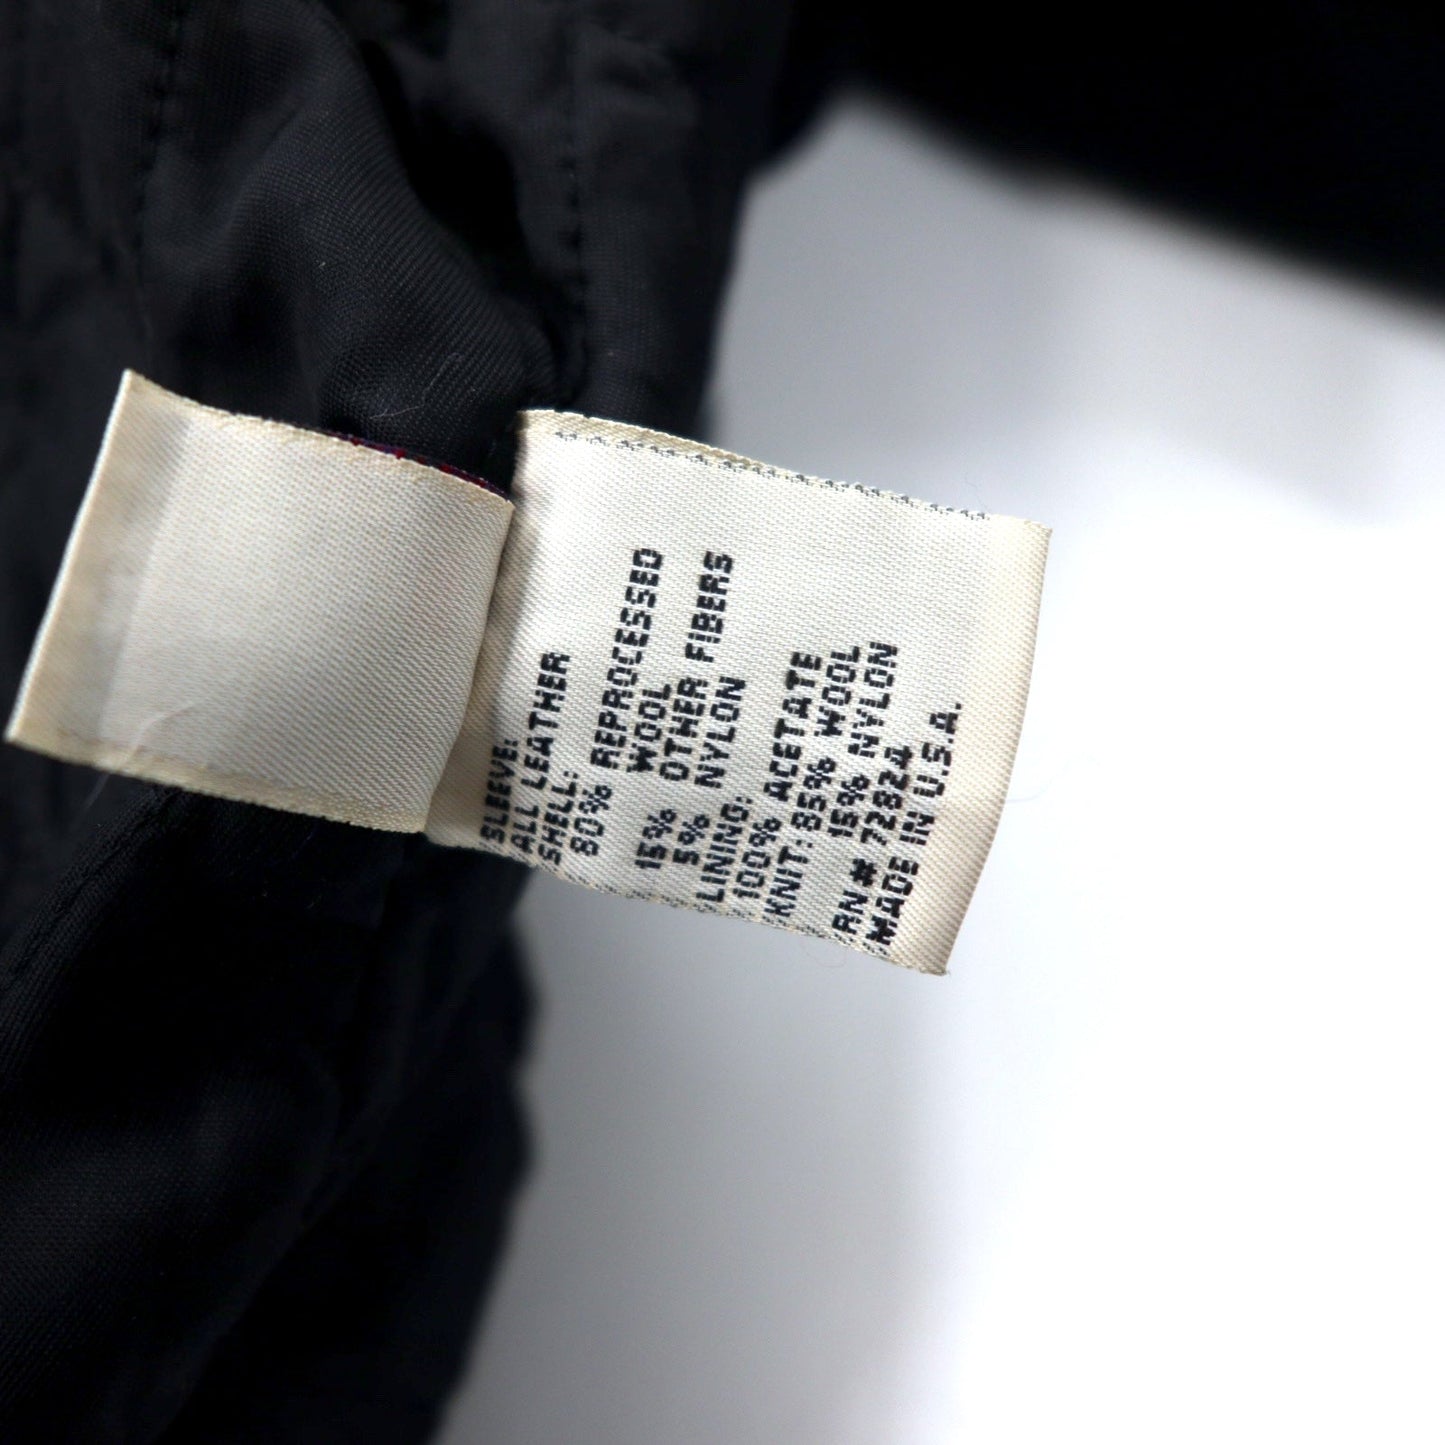 SLEEVE:
ALL LEATHER
SHELL:
80% REPROCESSED
WOOL
15% OTHER FIBERS
5% NYLON
LINING:
100% ACETATE
KNIT: 85% WOOL
15% NYLON
RN # 72824
MADE IN U.S.A.